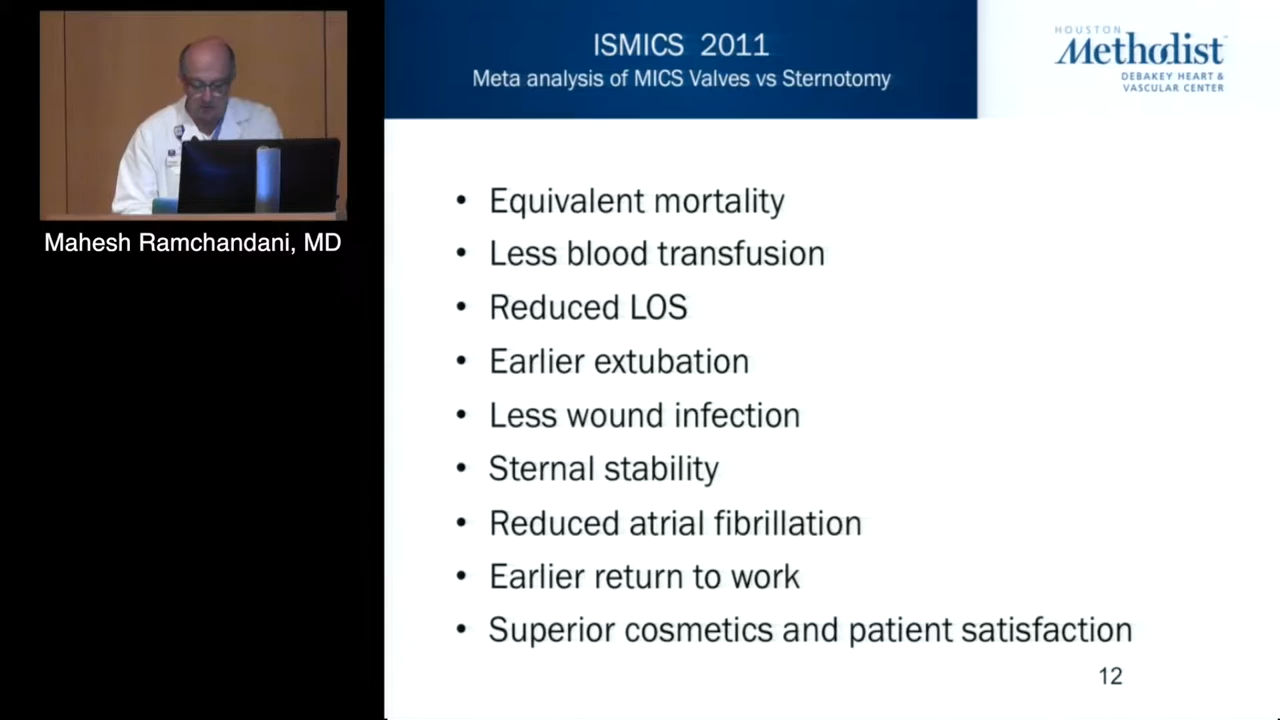 Mahesh Ramchandani, MD
ISMICS 2011
Meta analysis of MICS Valves vs Sternotomy
HOUSTON
Methodist
DEBAKEY HEART &
VASCULAR CENTER
• Equivalent mortality
• Less blood transfusion
• Reduced LOS
• Earlier extubation
• Less wound infection
• Sternal stability
• Reduced atrial fibrillation
• Earlier return to work
• Superior cosmetics and patient satisfaction
12